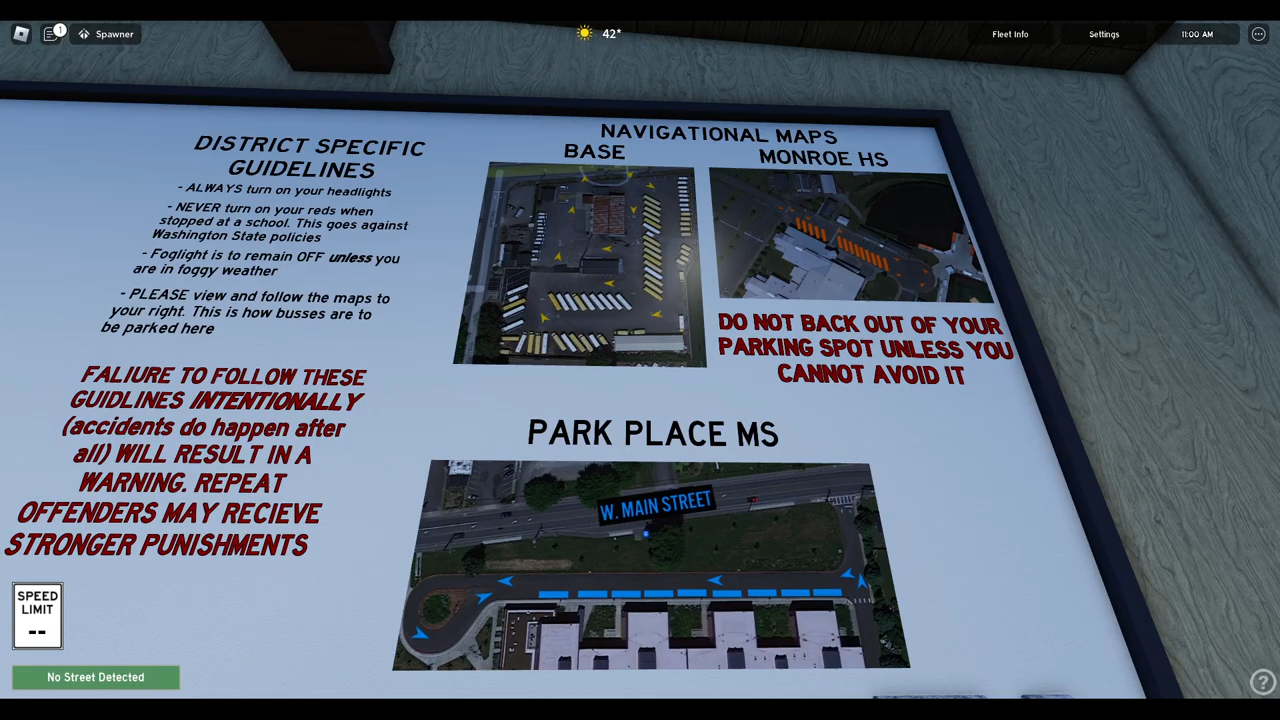 1
Spawner
42*
Fleet Info
Settings
11:00 AM
DISTRICT SPECIFIC
GUIDELINES
- ALWAYS turn on your headlights
- NEVER turn on your reds when
stopped at a school. This goes against
Washington State policies
- Foglight is to remain OFF unless you
are in foggy weather
- PLEASE view and follow the maps to
your right. This is how busses are to
be parked here
FALIURE TO FOLLOW THESE
GUIDLINES INTENTIONALLY
(accidents do happen after
all) WILL RESULT IN A
WARNING. REPEAT
OFFENDERS MAY RECIEVE
STRONGER PUNISHMENTS
NAVIGATIONAL MAPS
BASE
MONROE HS
DO NOT BACK OUT OF YOUR
PARKING SPOT UNLESS YOU
CANNOT AVOID IT
PARK PLACE MS
W. MAIN STREET
SPEED
LIMIT
--
No Street Detected
?